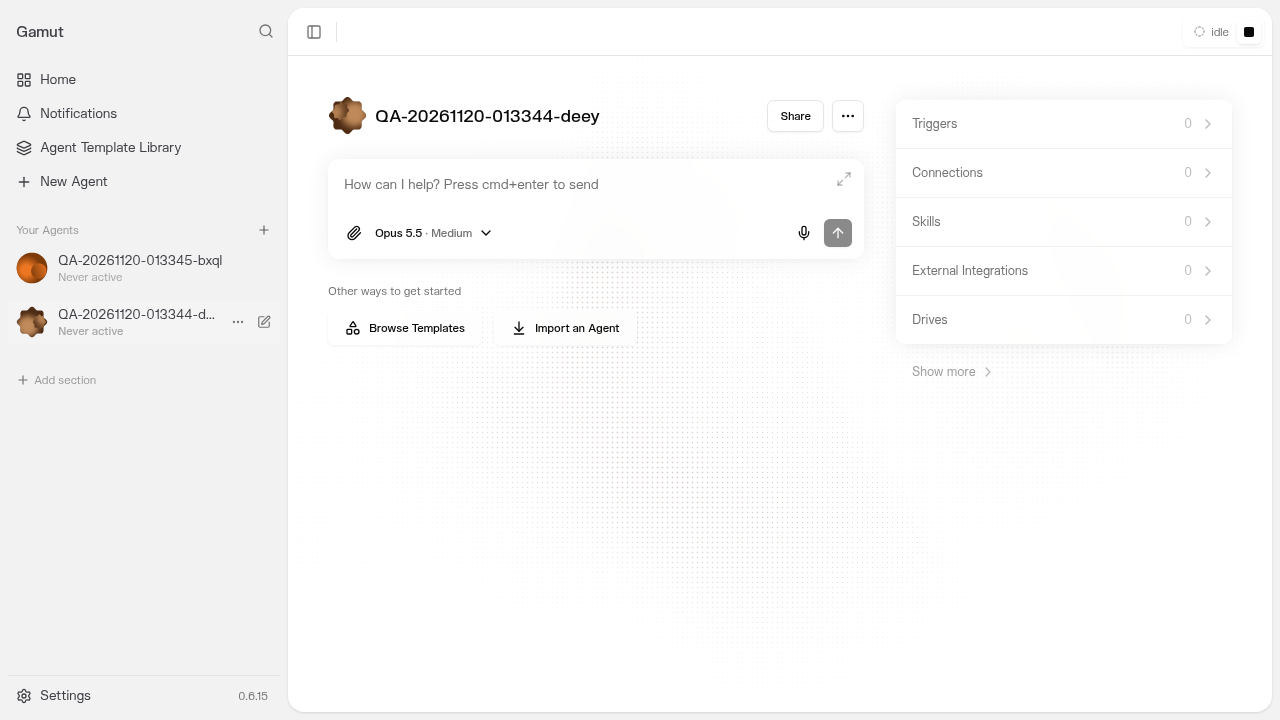 Gamut
Home
Notifications
Agent Template Library
New Agent
Your Agents
QA-20261120-013345-bxql
Never active
QA-20261120-013344-d...
Never active
Add section
Settings
0.6.15
idle
QA-20261120-013344-deey
Share
How can I help? Press cmd+enter to send
Opus 5.5 · Medium
Other ways to get started
Browse Templates
Import an Agent
Triggers 0
Connections 0
Skills 0
External Integrations 0
Drives 0
Show more